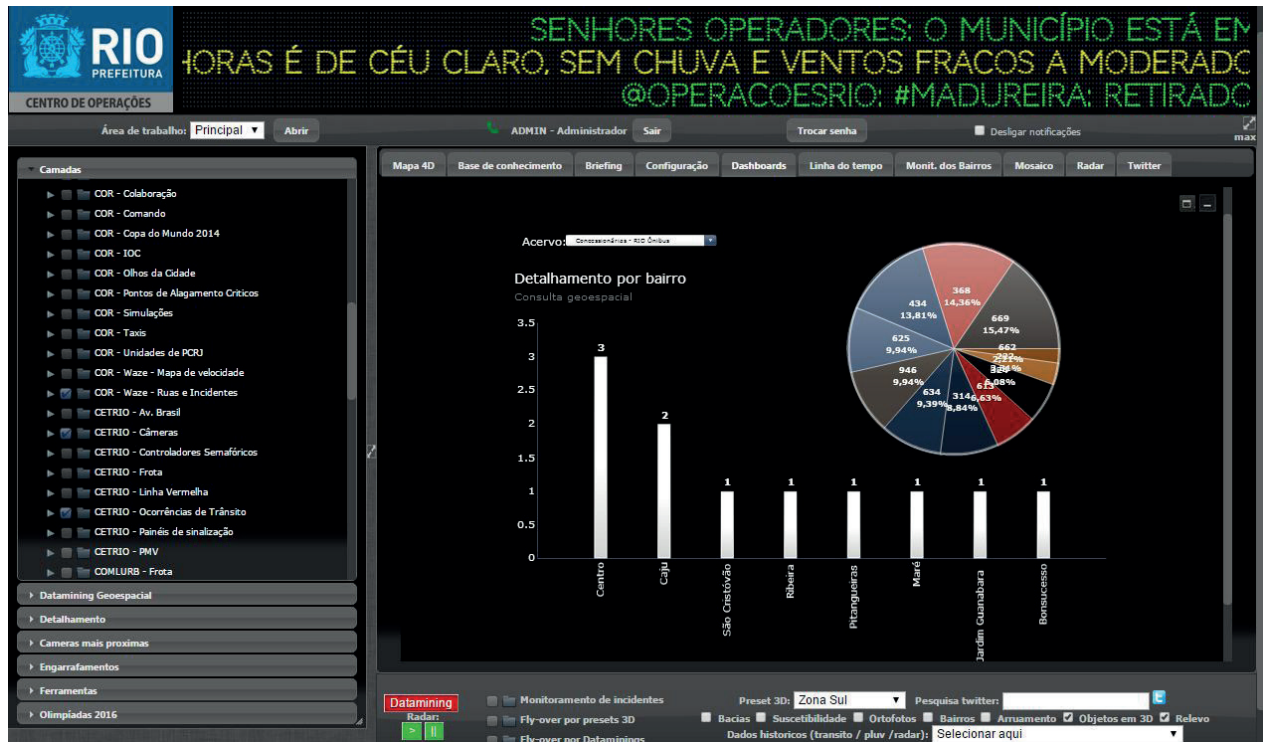 RIO
PREFEITURA
CENTRO DE OPERAÇÕES
SENHORES OPERADORES: O MUNICÍPIO ESTÁ EM
HORAS É DE CÉU CLARO, SEM CHUVA E VENTOS FRACOS A MODERADO
@OPERACOESRIO: #MADUREIRA: RETIRADO
Área de trabalho: Principal Abrir ADMIN - Administrador Sair Trocar senha Desligar notificações max
Camadas
COR - Colaboração
COR - Comando
COR - Copa do Mundo 2014
COR - IOC
COR - Olhos da Cidade
COR - Pontos de Alagamento Criticos
COR - Simulações
COR - Taxis
COR - Unidades de PCRJ
COR - Waze - Mapa de velocidade
COR - Waze - Ruas e Incidentes
CETRIO - Av. Brasil
CETRIO - Câmeras
CETRIO - Controladores Semafóricos
CETRIO - Frota
CETRIO - Linha Vermelha
CETRIO - Ocorrências de Trânsito
CETRIO - Painéis de sinalização
CETRIO - PMV
COMLURB - Frota
Datamining Geoespacial
Detalhamento
Cameras mais proximas
Engarrafamentos
Ferramentas
Olimpiadas 2016
Mapa 4D Base de conhecimento Briefing Configuração Dashboards Linha do tempo Monit. dos Bairros Mosaico Radar Twitter
Acervo: Concessionárias - RIO Ônibus
Detalhamento por bairro
Consulta geoespacial
3.5
3
2.5
2
1.5
1
0.5
0
3
2
1
1
1
1
1
1
Centro
Caju
São Cristóvão
Ribeira
Pitangueiras
Maré
Jardim Guanabara
Bonsucesso
368
14,36%
434
13,81%
669
15,47%
625
9,94%
662
2,21%
946
9,94%
6,08%
613
6,63%
634
9,39%
314
8,84%
Datamining
Radar:
> ||
Monitoramento de incidentes
Fly-over por presets 3D
Fly-over por Dataminings
Preset 3D: Zona Sul Pesquisa twitter:
Bacias Suscetibilidade Ortofotos Bairros Arruamento Objetos em 3D Relevo
Dados historicos (transito / pluv /radar): Selecionar aqui